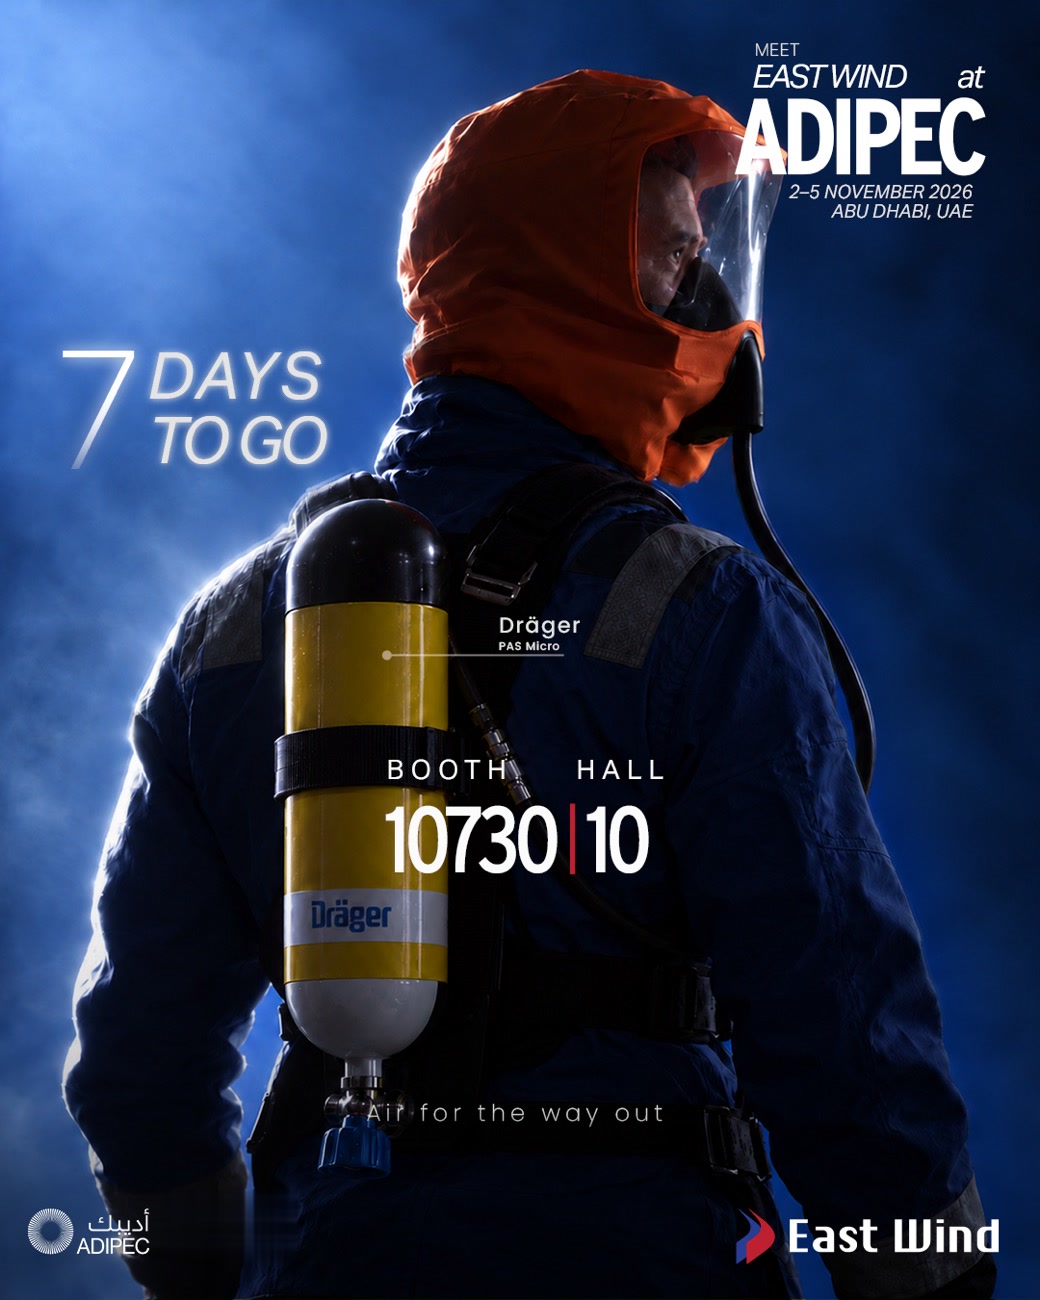 MEET
EAST WIND at
ADIPEC
2–5 NOVEMBER 2026
ABU DHABI, UAE
7 DAYS
TO GO
Dräger
PAS Micro
BOOTH HALL
10730 | 10
Dräger
Air for the way out
أديبك
ADIPEC
East Wind